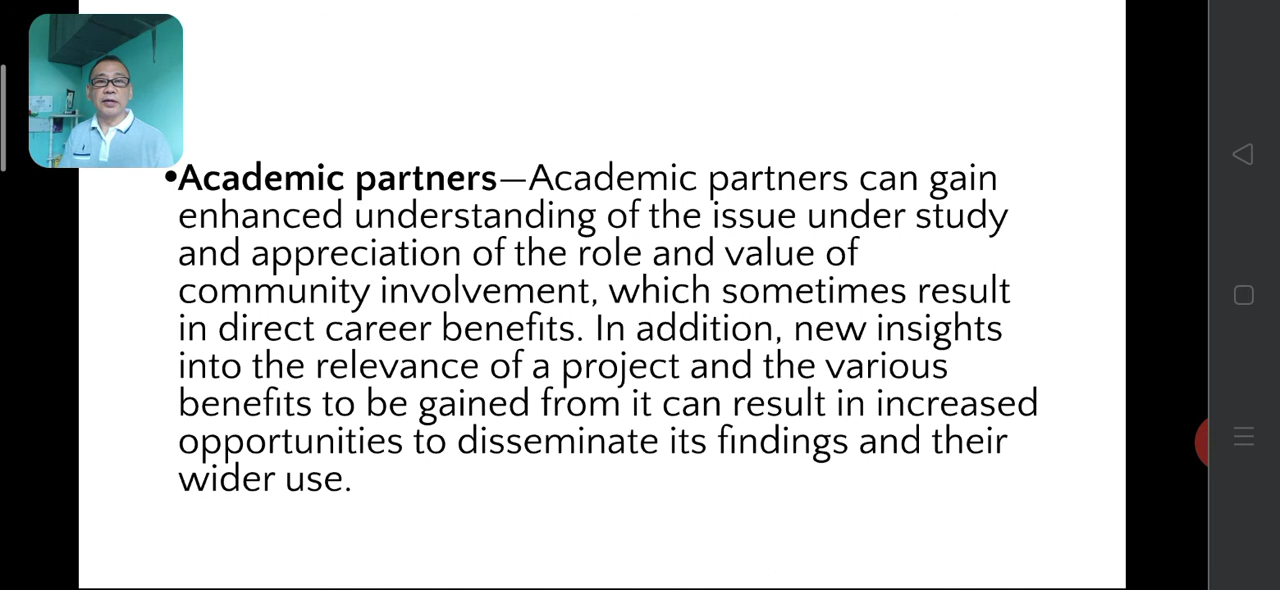 •Academic partners—Academic partners can gain
enhanced understanding of the issue under study
and appreciation of the role and value of
community involvement, which sometimes result
in direct career benefits. In addition, new insights
into the relevance of a project and the various
benefits to be gained from it can result in increased
opportunities to disseminate its findings and their
wider use.